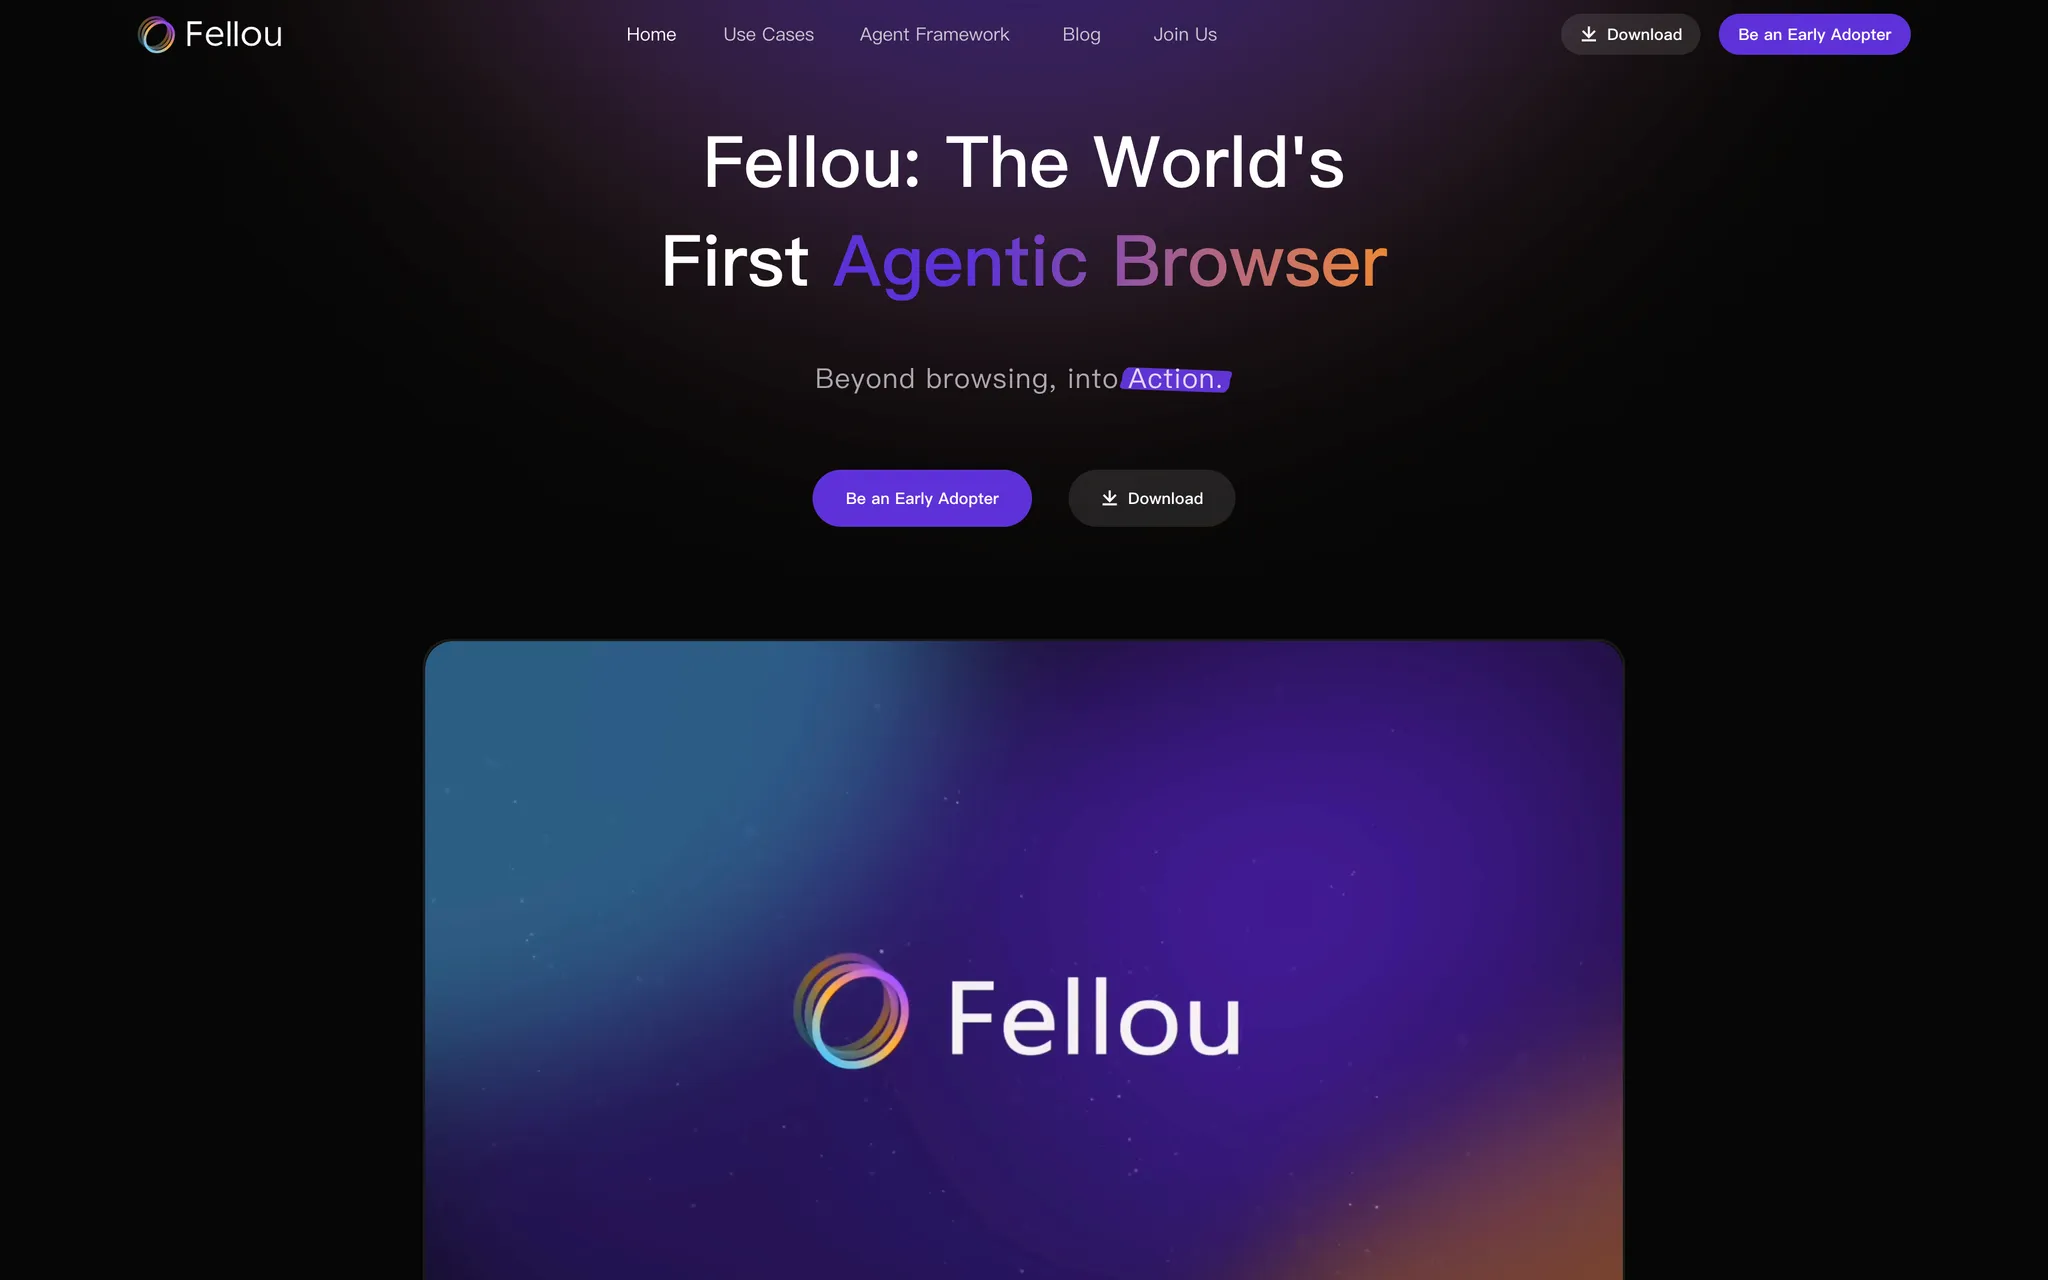 Fellou
Home
Use Cases
Agent Framework
Blog
Join Us
Download
Be an Early Adopter
Fellou: The World's
First Agentic Browser
Beyond browsing, into Action.
Be an Early Adopter
Download
Fellou